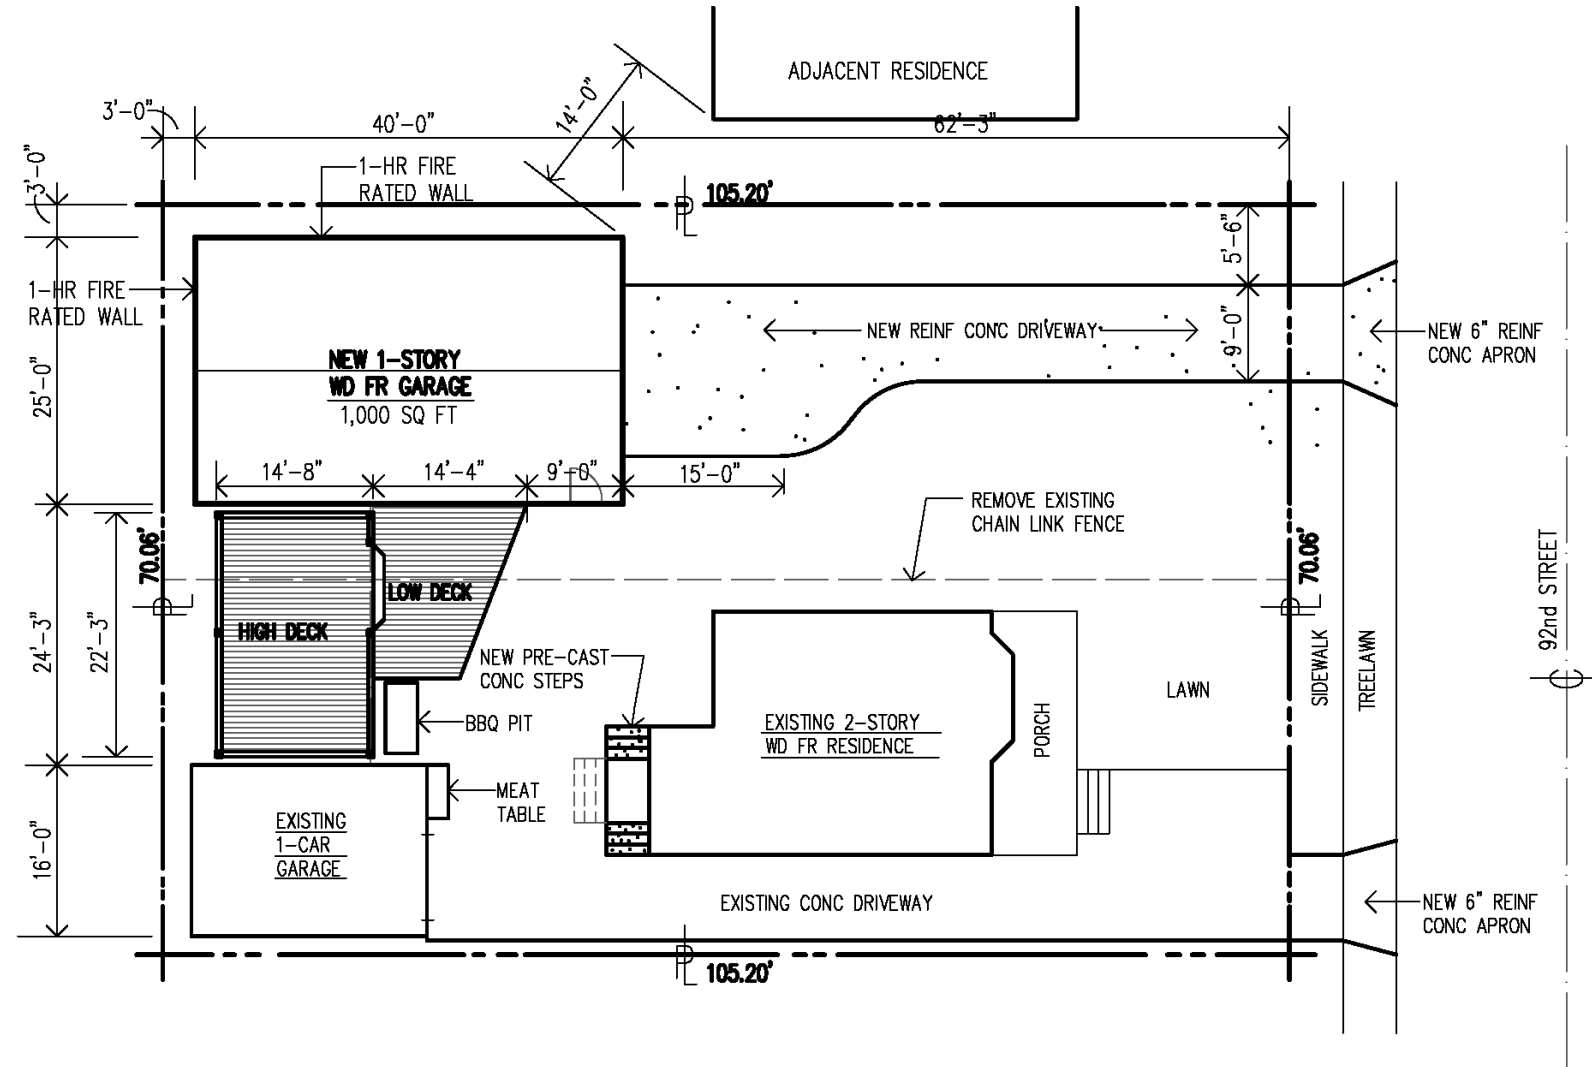 ADJACENT RESIDENCE
3'-0"
40'-0"
14'-0"
62'-3"
3'-0"
1-HR FIRE
RATED WALL
105.20'
5'-6"
1-HR FIRE
RATED WALL
NEW REINF CONC DRIVEWAY
9'-0"
NEW 6" REINF
CONC APRON
NEW 1-STORY
WD FR GARAGE
1,000 SQ FT
25'-0"
14'-8"
14'-4"
9'-0"
15'-0"
REMOVE EXISTING
CHAIN LINK FENCE
70.06'
70.06'
92nd STREET
LOW DECK
HIGH DECK
24'-3"
22'-3"
NEW PRE-CAST
CONC STEPS
SIDEWALK
TREELAWN
LAWN
BBQ PIT
EXISTING 2-STORY
WD FR RESIDENCE
PORCH
MEAT
TABLE
EXISTING
1-CAR
GARAGE
16'-0"
EXISTING CONC DRIVEWAY
NEW 6" REINF
CONC APRON
105.20'